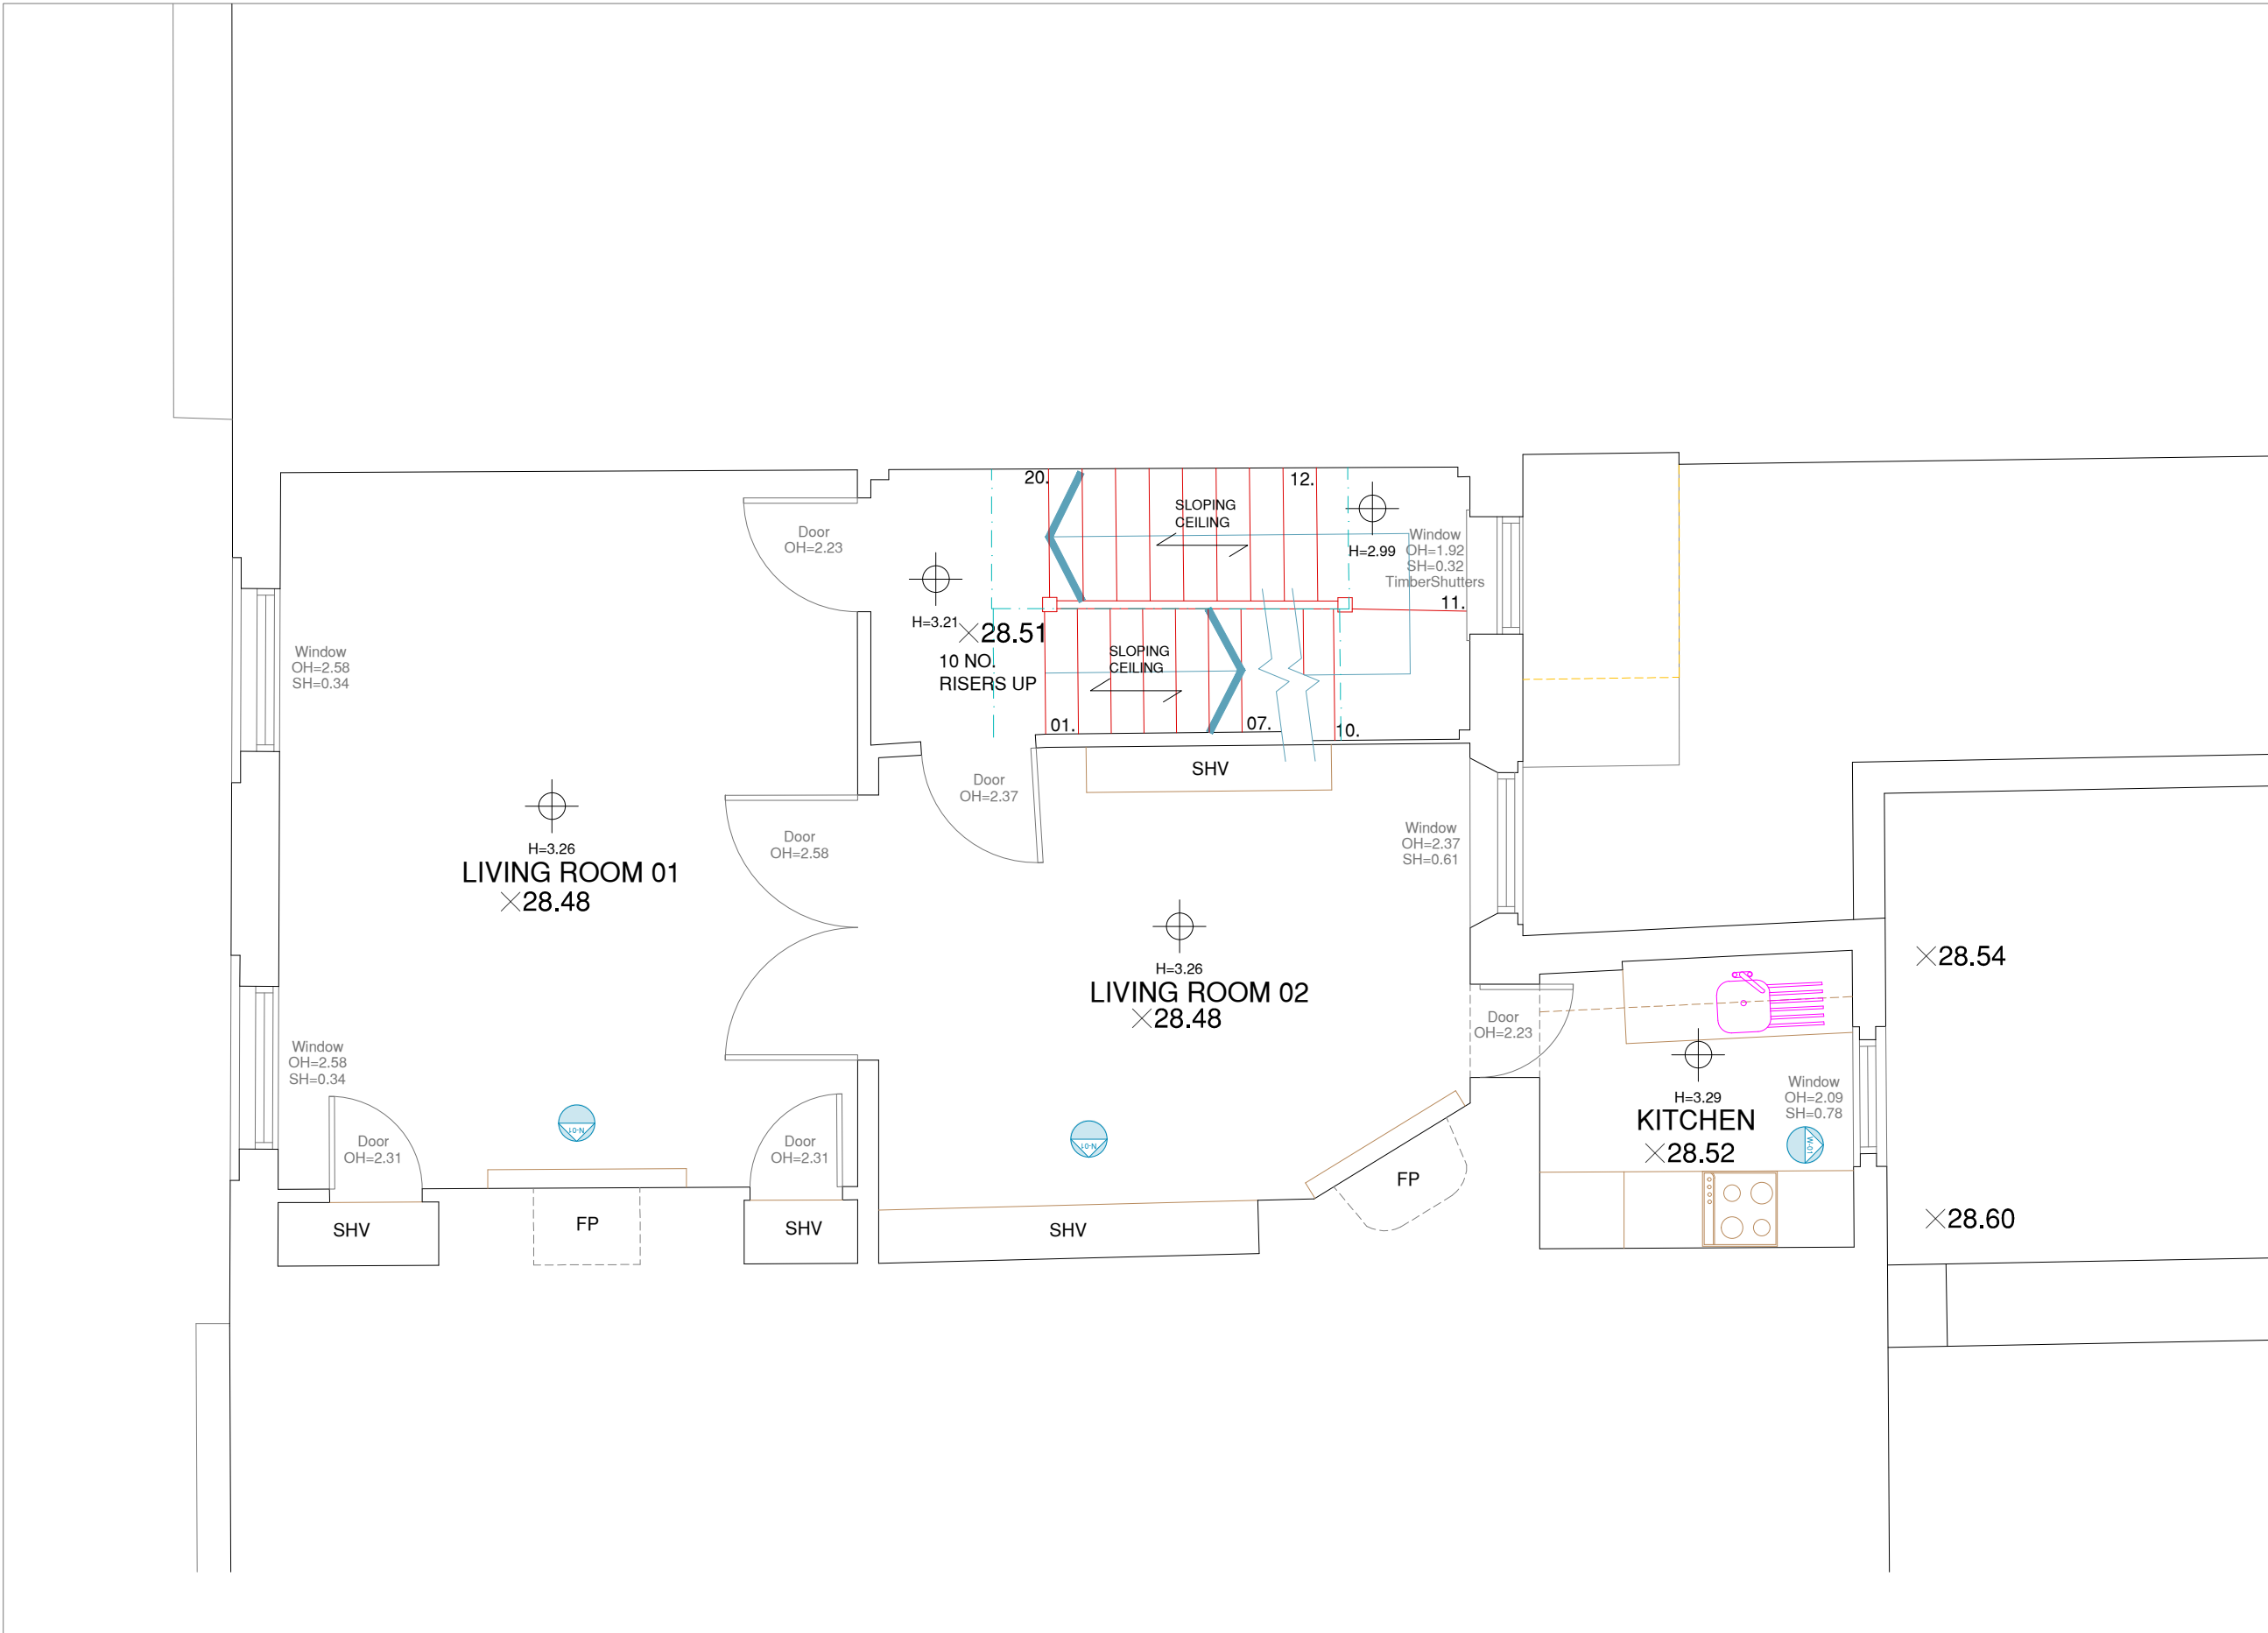 20.
12.
SLOPING
CEILING
Door
OH=2.23
H=2.99
Window
OH=1.92
SH=0.32
TimberShutters
11.
H=3.21
28.51
10 NO.
RISERS UP
SLOPING
CEILING
01.
07.
10.
Window
OH=2.58
SH=0.34
Door
OH=2.37
SHV
Door
OH=2.58
Window
OH=2.37
SH=0.61
H=3.26
LIVING ROOM 01
28.48
H=3.26
LIVING ROOM 02
28.48
28.54
Door
OH=2.23
Window
OH=2.58
SH=0.34
H=3.29
KITCHEN
28.52
Window
OH=2.09
SH=0.78
W-01
Door
OH=2.31
N-01
Door
OH=2.31
N-01
FP
SHV
FP
SHV
SHV
28.60